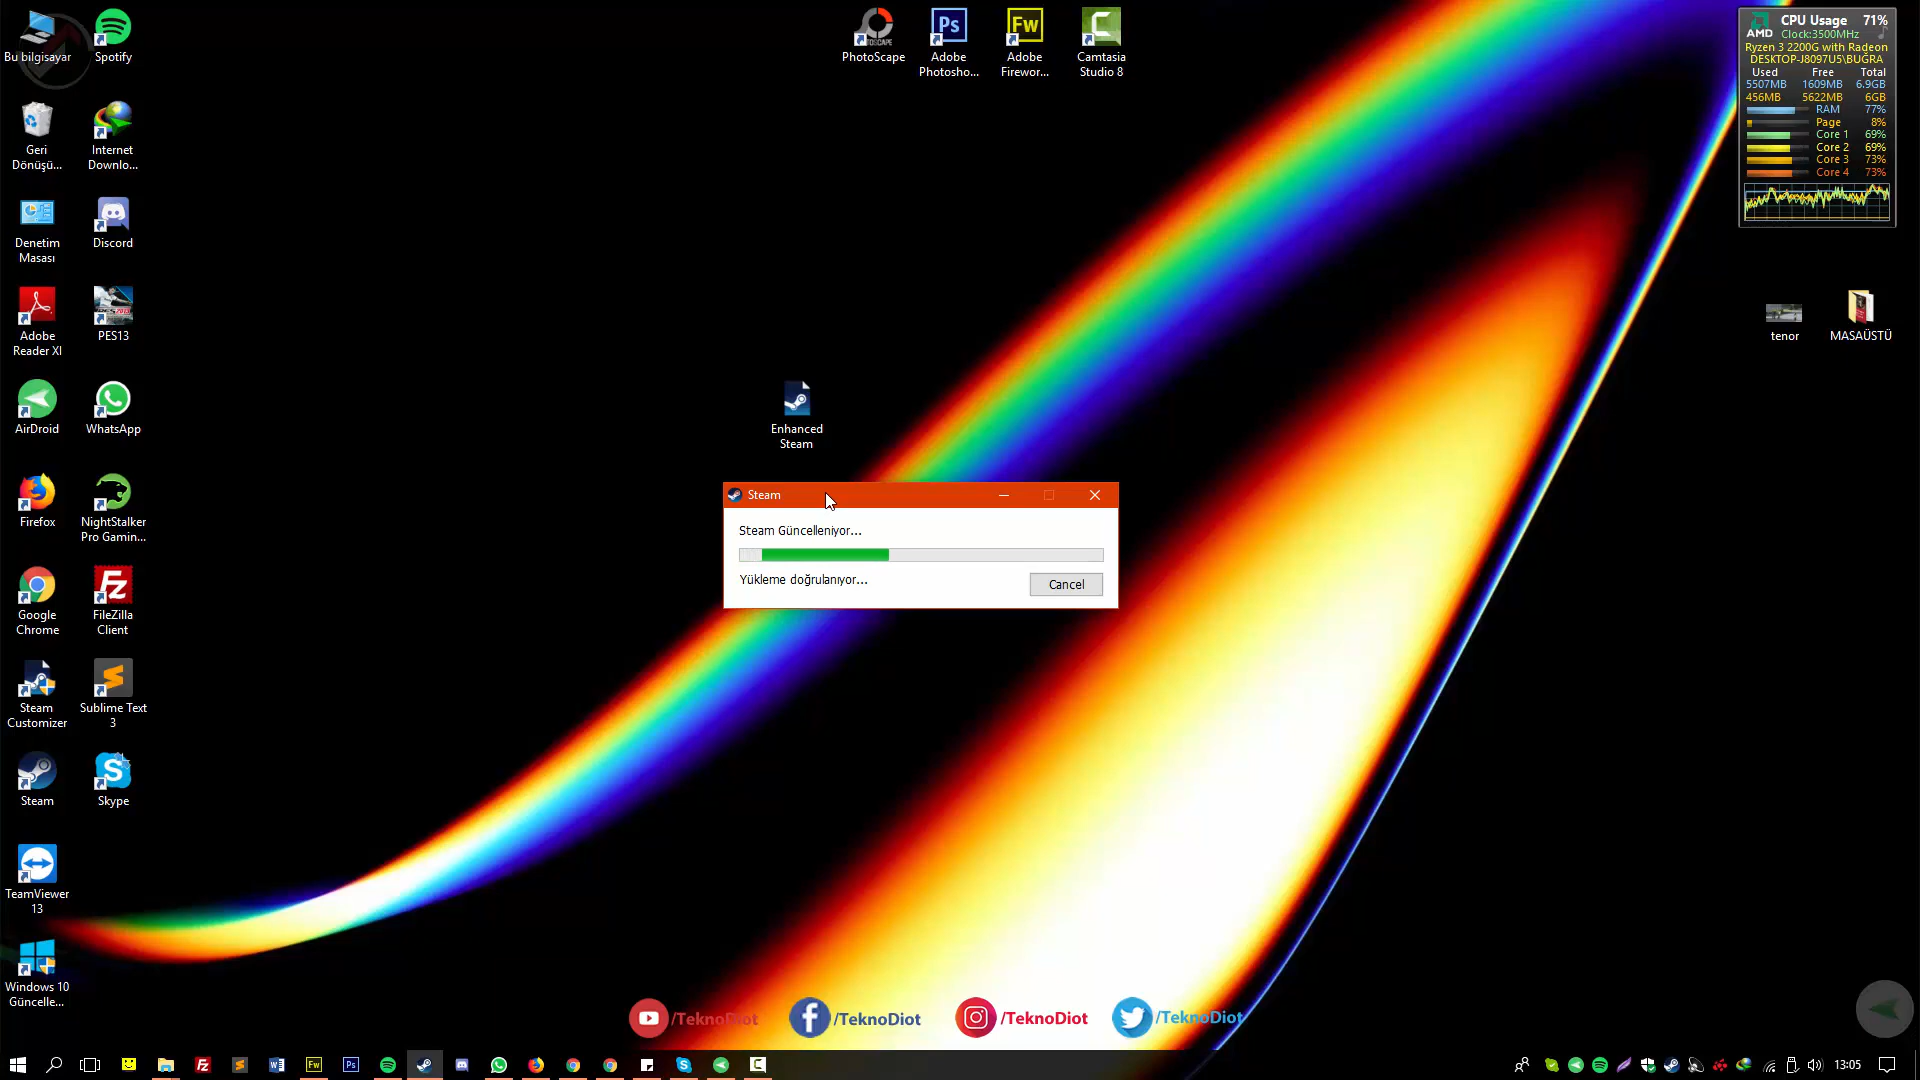 Bu bilgisayar
Spotify
Geri
Dönüşü...
Internet
Downlo...
Denetim
Masası
Discord
Adobe
Reader XI
PES13
AirDroid
WhatsApp
Firefox
NightStalker
Pro Gamin...
Google
Chrome
FileZilla
Client
Steam
Customizer
Sublime Text
3
Steam
Skype
TeamViewer
13
Windows 10
Güncelle...
PhotoScape
Ps
Adobe
Photosho...
Fw
Adobe
Firewor...
Camtasia
Studio 8
Enhanced
Steam
Steam
Steam Güncelleniyor...
Yükleme doğrulanıyor...
Cancel
AMD
CPU Usage 71%
Clock:3500MHz
Ryzen 3 2200G with Radeon
DESKTOP-J8097U5\BUĞRA
Used Free Total
5507MB 1609MB 6.9GB
456MB 5622MB 6GB
RAM 77%
Page 8%
Core 1 69%
Core 2 69%
Core 3 73%
Core 4 73%
tenor
MASAÜSTÜ
/TeknoDiot
/TeknoDiot
/TeknoDiot
/TeknoDiot
Fw
Ps
13:05